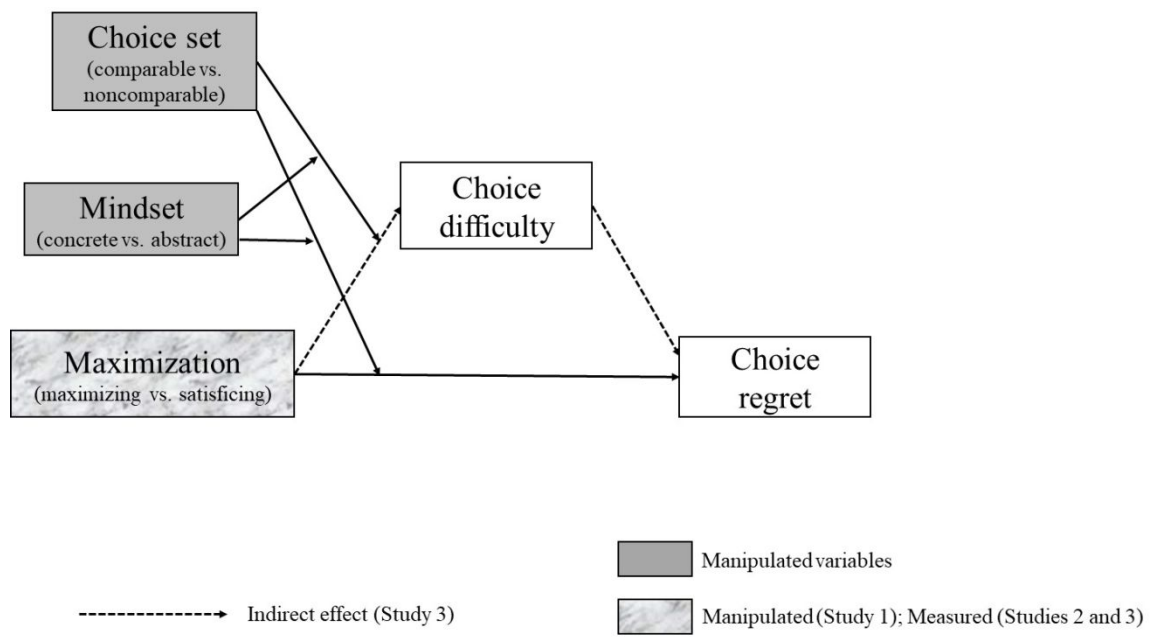 Choice set
(comparable vs.
noncomparable)
Mindset
(concrete vs. abstract)
Maximization
(maximizing vs. satisficing)
Choice
difficulty
Choice
regret
Manipulated variables
Indirect effect (Study 3)
Manipulated (Study 1); Measured (Studies 2 and 3)